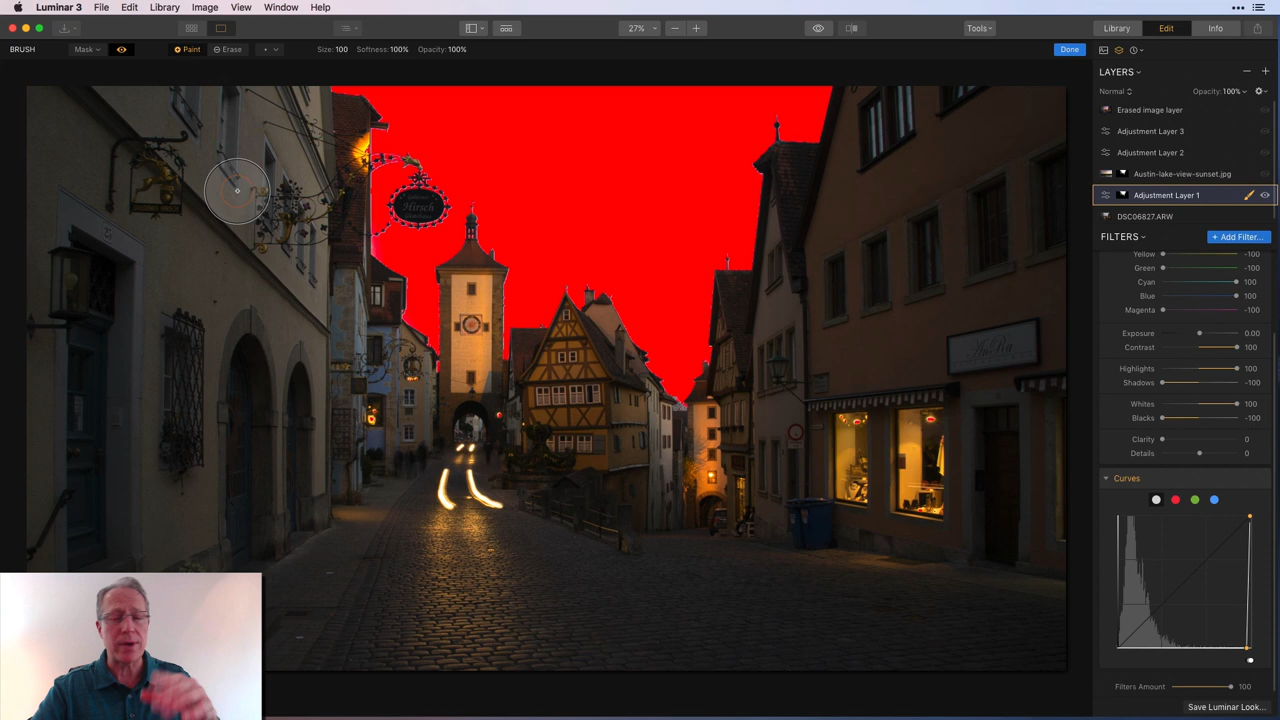 Luminar 3 File Edit Library Image View Window Help
27% Tools Library Edit Info
BRUSH Mask Paint Erase Size: 100 Softness: 100% Opacity: 100% Done
LAYERS
Normal Opacity: 100%
Erased image layer
Adjustment Layer 3
Adjustment Layer 2
Austin-lake-view-sunset.jpg
Adjustment Layer 1
DSC06827.ARW
FILTERS + Add Filter...
Yellow -100
Green -100
Cyan 100
Blue 100
Magenta -100
Exposure 0.00
Contrast 100
Highlights 100
Shadows -100
Whites 100
Blacks -100
Clarity 0
Details 0
Curves
Filters Amount 100
Save Luminar Look...
Hirsch